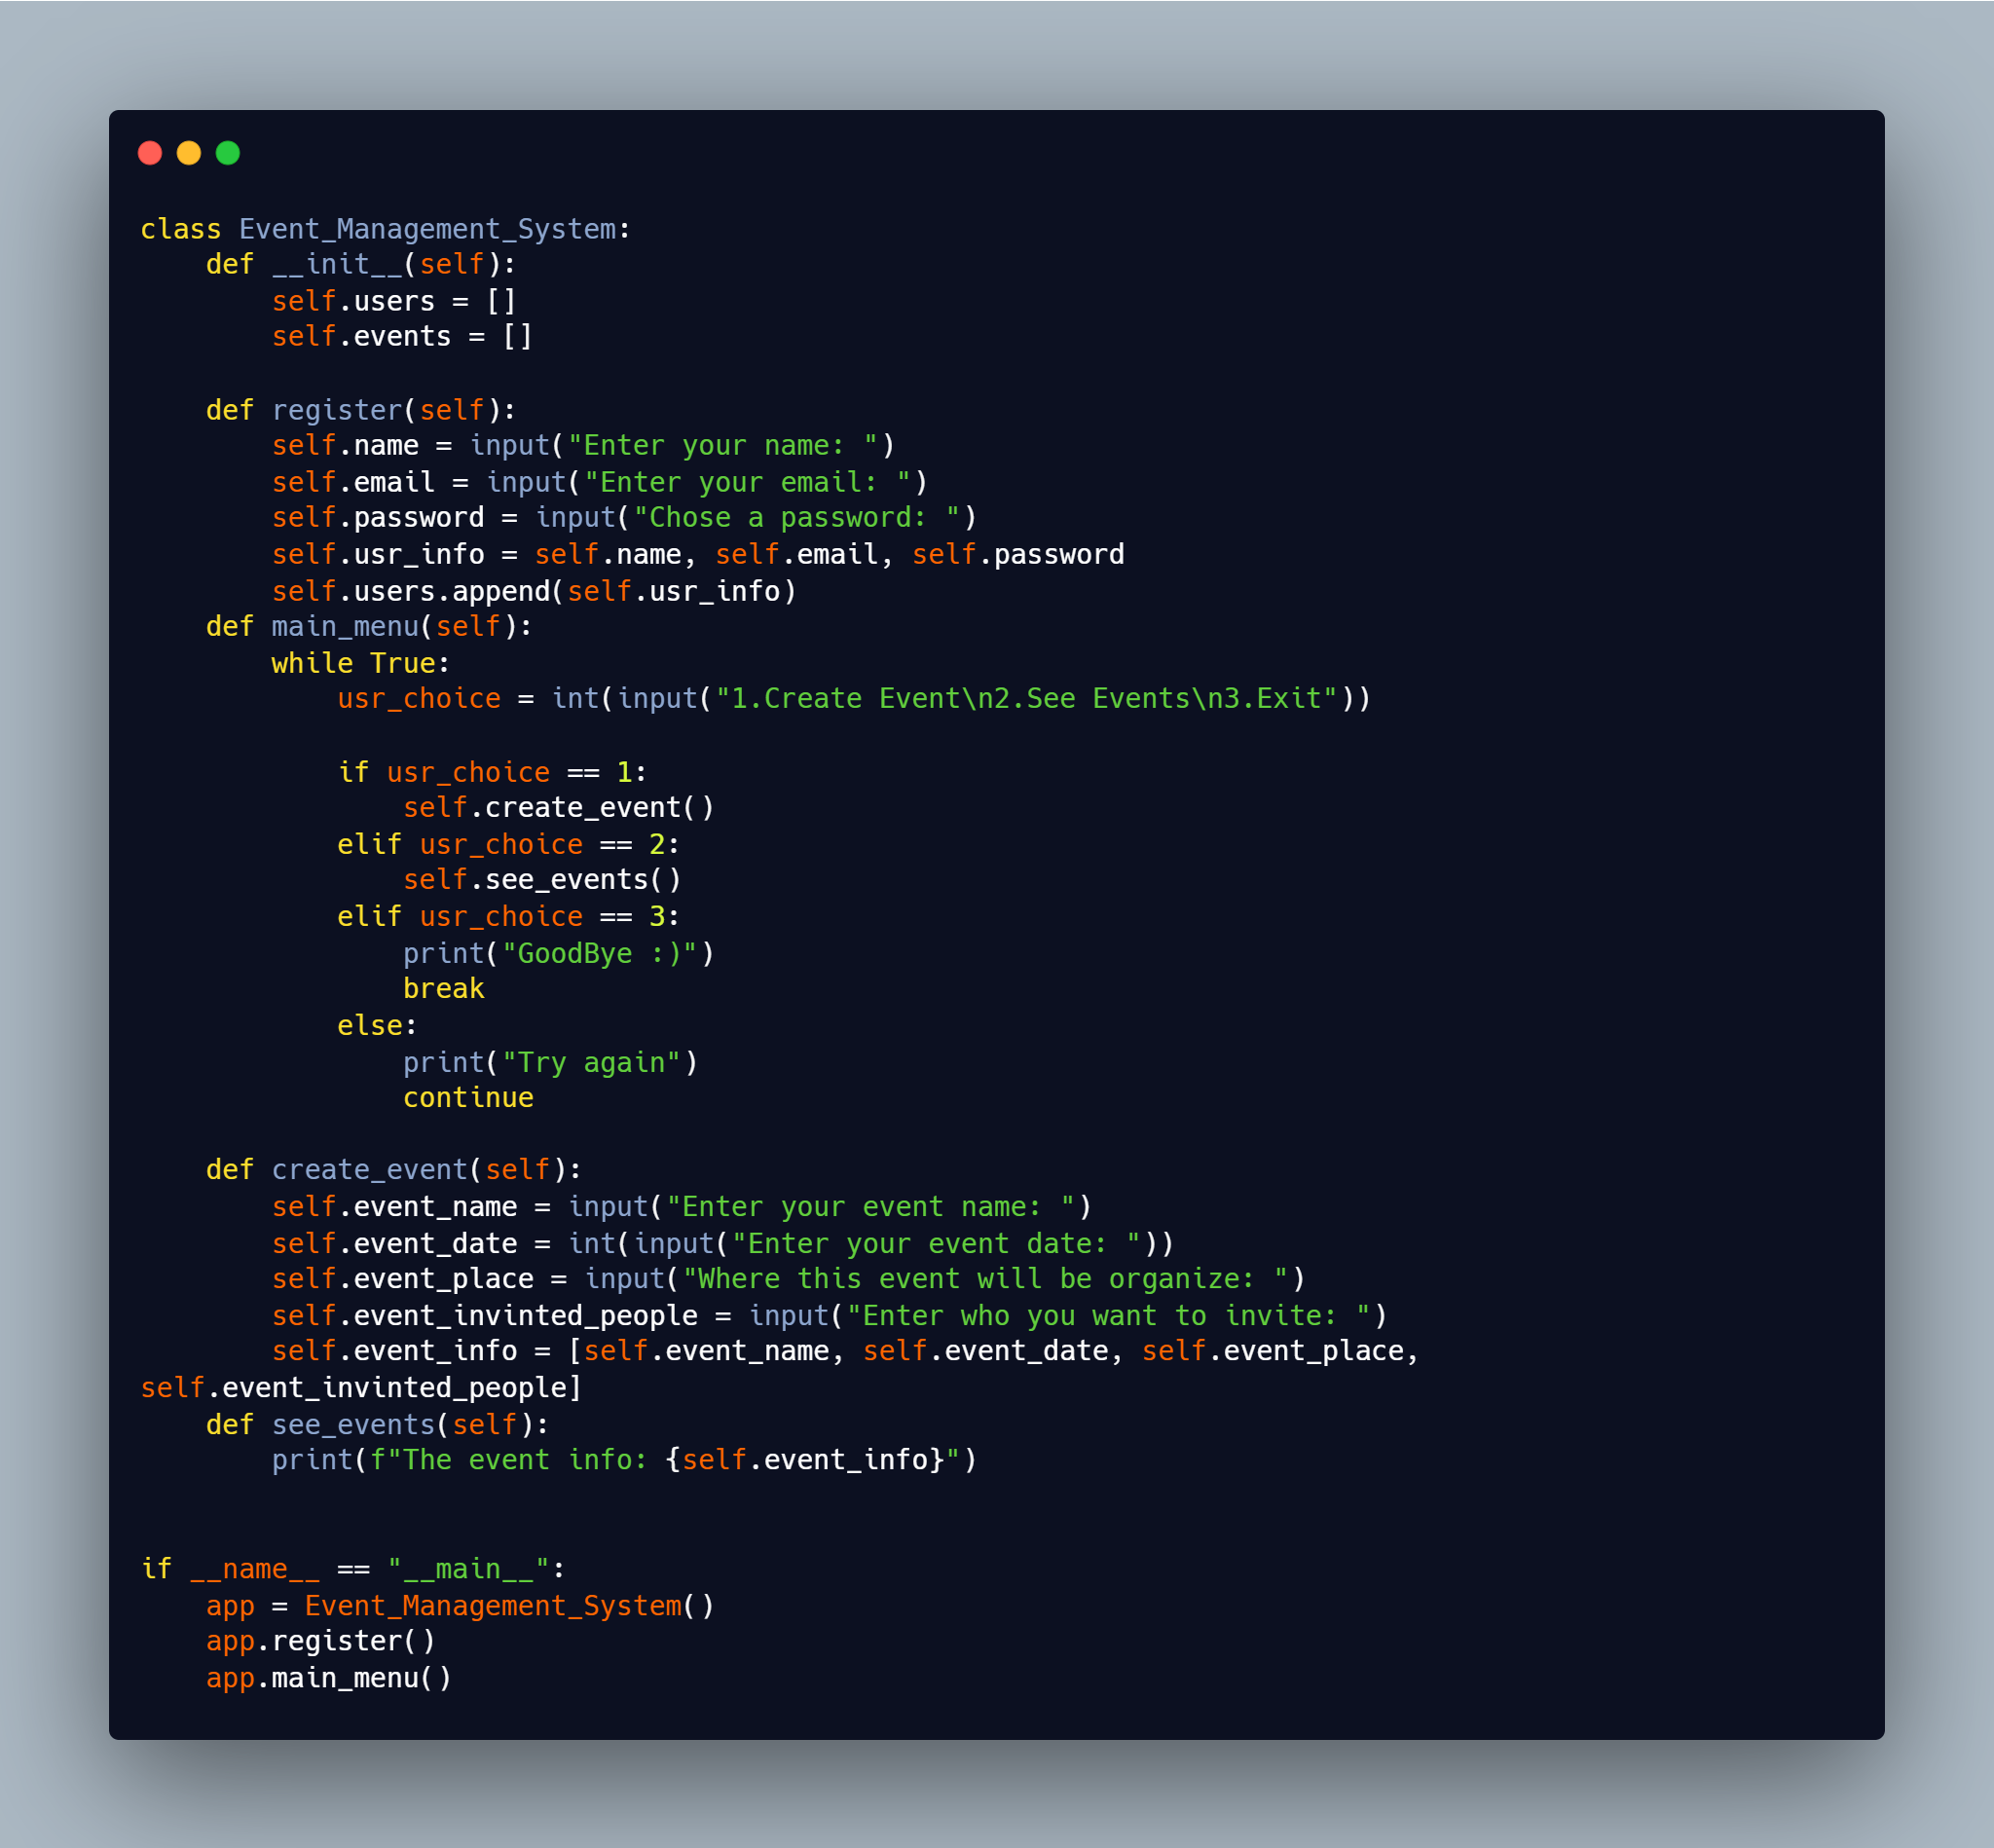 class Event_Management_System:
    def __init__(self):
        self.users = []
        self.events = []

    def register(self):
        self.name = input("Enter your name: ")
        self.email = input("Enter your email: ")
        self.password = input("Chose a password: ")
        self.usr_info = self.name, self.email, self.password
        self.users.append(self.usr_info)
    def main_menu(self):
        while True:
            usr_choice = int(input("1.Create Event\n2.See Events\n3.Exit"))

            if usr_choice == 1:
                self.create_event()
            elif usr_choice == 2:
                self.see_events()
            elif usr_choice == 3:
                print("GoodBye :)")
                break
            else:
                print("Try again")
                continue

    def create_event(self):
        self.event_name = input("Enter your event name: ")
        self.event_date = int(input("Enter your event date: "))
        self.event_place = input("Where this event will be organize: ")
        self.event_invinted_people = input("Enter who you want to invite: ")
        self.event_info = [self.event_name, self.event_date, self.event_place,
self.event_invinted_people]
    def see_events(self):
        print(f"The event info: {self.event_info}")


if __name__ == "__main__":
    app = Event_Management_System()
    app.register()
    app.main_menu()